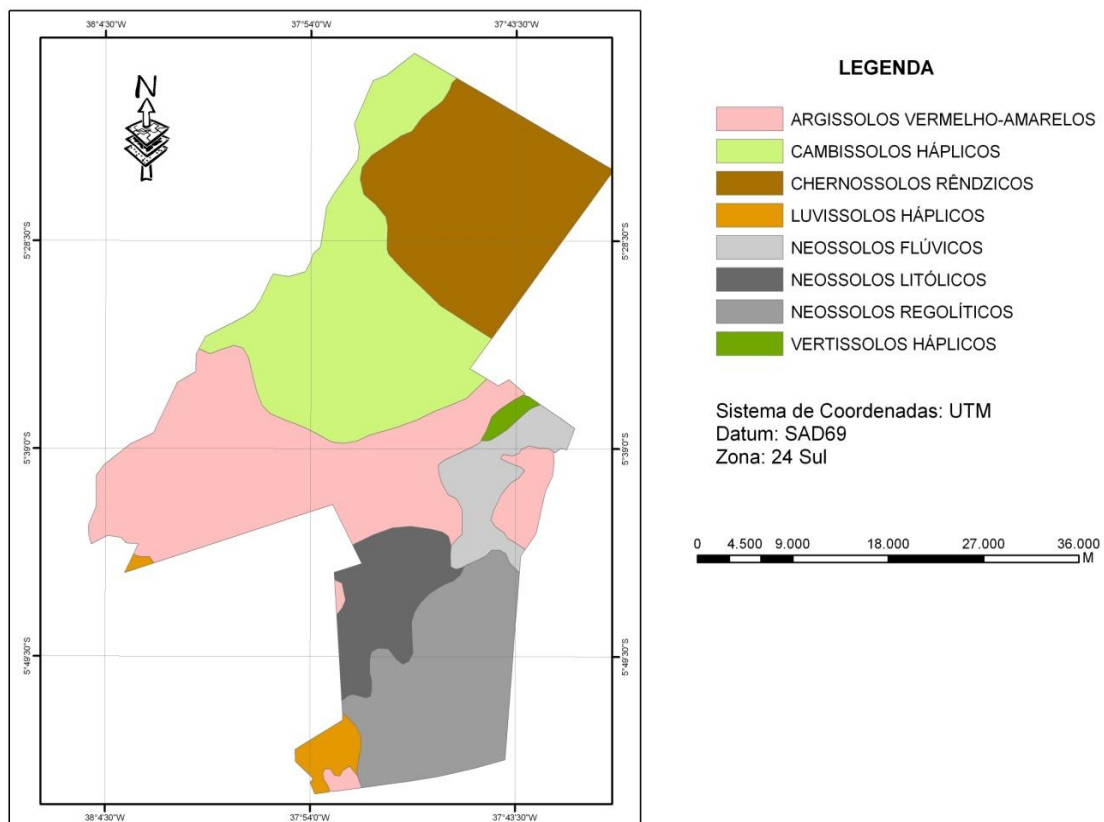 38°4'30"W 37°54'0"W 37°43'30"W
N
5°28'30"S 5°28'30"S
5°39'0"S 5°39'0"S
5°49'30"S 5°49'30"S
38°4'30"W 37°54'0"W 37°43'30"W
LEGENDA
ARGISSOLOS VERMELHO-AMARELOS
CAMBISSOLOS HÁPLICOS
CHERNOSSOLOS RÊNDZICOS
LUVISSOLOS HÁPLICOS
NEOSSOLOS FLÚVICOS
NEOSSOLOS LITÓLICOS
NEOSSOLOS REGOLÍTICOS
VERTISSOLOS HÁPLICOS
Sistema de Coordenadas: UTM
Datum: SAD69
Zona: 24 Sul
0 4.500 9.000 18.000 27.000 36.000
M